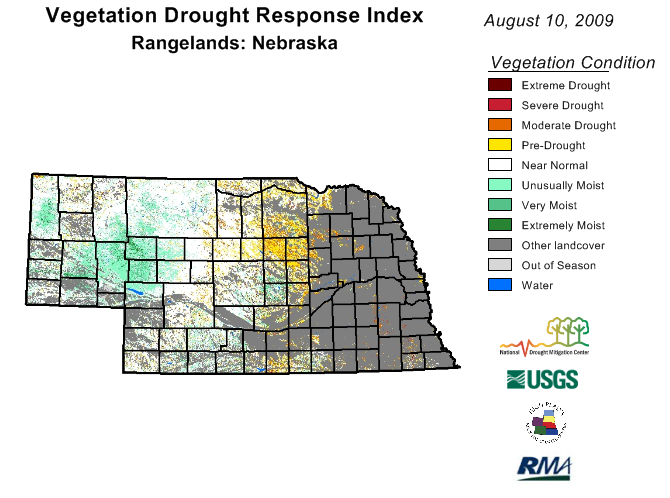 Vegetation Drought Response Index
Rangelands: Nebraska
August 10, 2009
Vegetation Condition
Extreme Drought
Severe Drought
Moderate Drought
Pre-Drought
Near Normal
Unusually Moist
Very Moist
Extremely Moist
Other landcover
Out of Season
Water
National Drought Mitigation Center
USGS
RMA